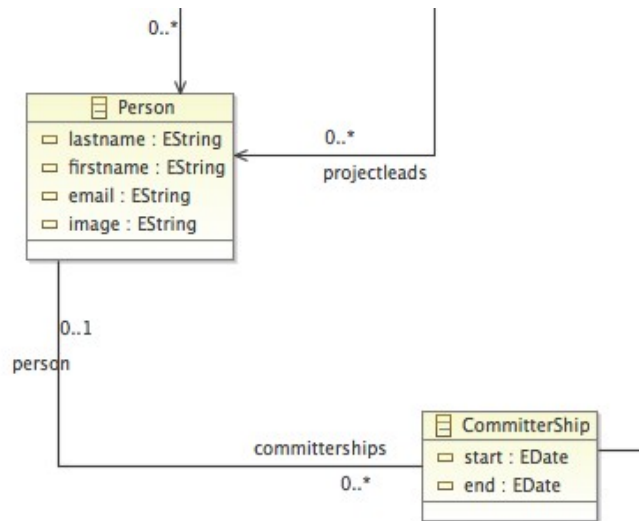 0..*
Person
lastname : EString
firstname : EString
email : EString
image : EString
0..*
projectleads
0..1
person
committerships
0..*
CommitterShip
start : EDate
end : EDate